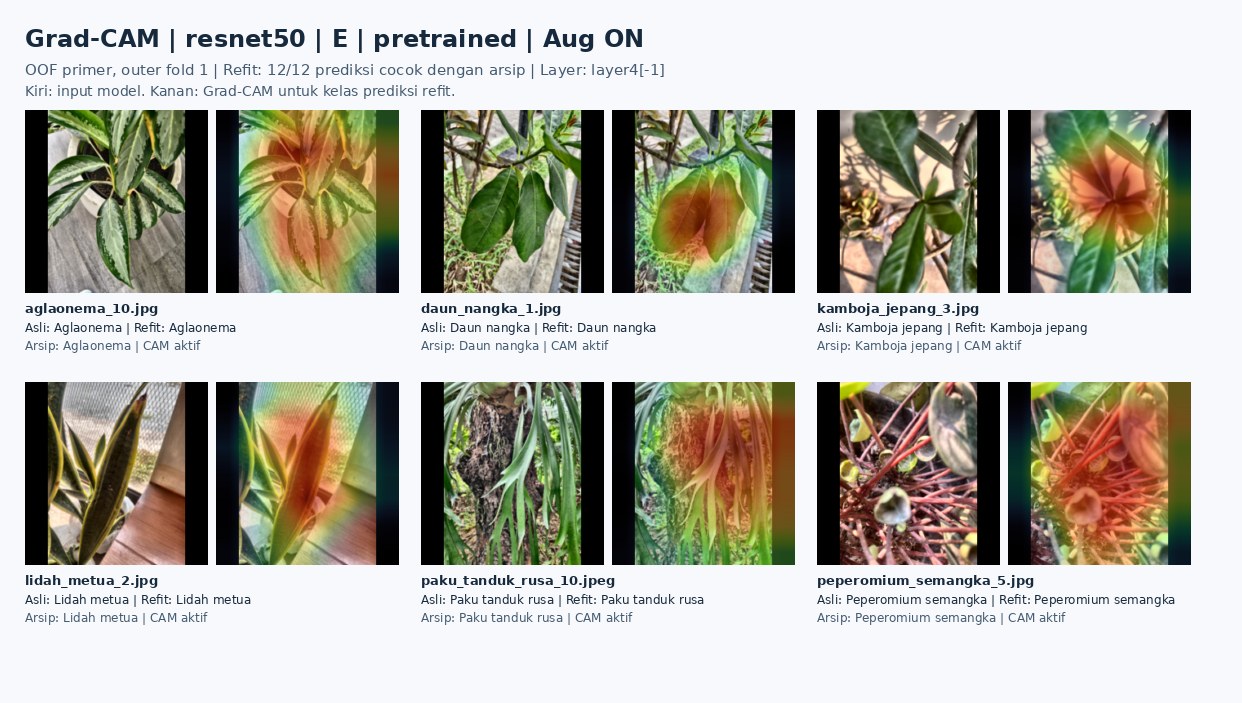 Grad-CAM | resnet50 | E | pretrained | Aug ON
OOF primer, outer fold 1 | Refit: 12/12 prediksi cocok dengan arsip | Layer: layer4[-1]
Kiri: input model. Kanan: Grad-CAM untuk kelas prediksi refit.
aglaonema_10.jpg
Asli: Aglaonema | Refit: Aglaonema
Arsip: Aglaonema | CAM aktif
daun_nangka_1.jpg
Asli: Daun nangka | Refit: Daun nangka
Arsip: Daun nangka | CAM aktif
kamboja_jepang_3.jpg
Asli: Kamboja jepang | Refit: Kamboja jepang
Arsip: Kamboja jepang | CAM aktif
lidah_metua_2.jpg
Asli: Lidah metua | Refit: Lidah metua
Arsip: Lidah metua | CAM aktif
paku_tanduk_rusa_10.jpeg
Asli: Paku tanduk rusa | Refit: Paku tanduk rusa
Arsip: Paku tanduk rusa | CAM aktif
peperomium_semangka_5.jpg
Asli: Peperomium semangka | Refit: Peperomium semangka
Arsip: Peperomium semangka | CAM aktif